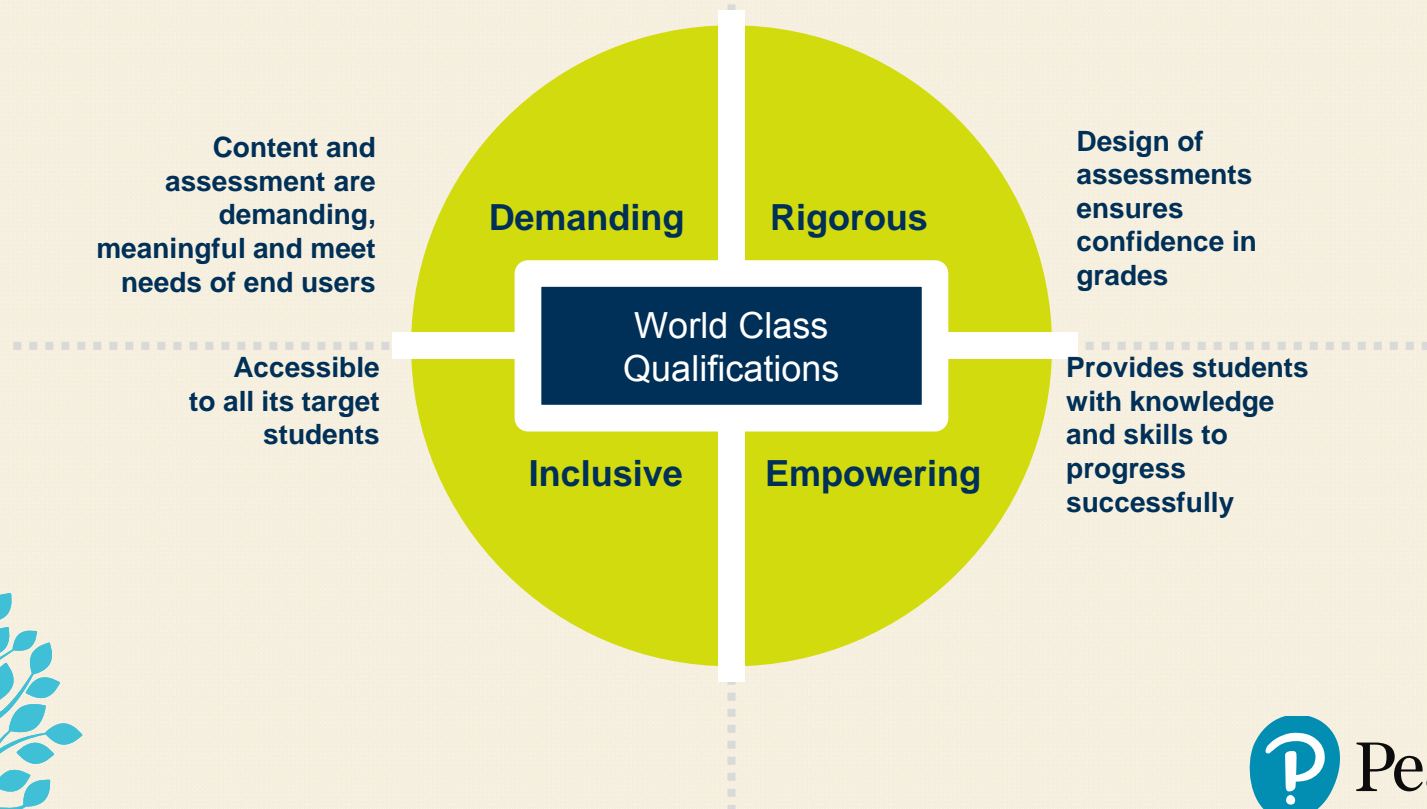 Content and
assessment are
demanding,
meaningful and meet
needs of end users
Demanding
Rigorous
Design of
assessments
ensures
confidence in
grades
World Class
Qualifications
Accessible
to all its target
students
Inclusive
Empowering
Provides students
with knowledge
and skills to
progress
successfully